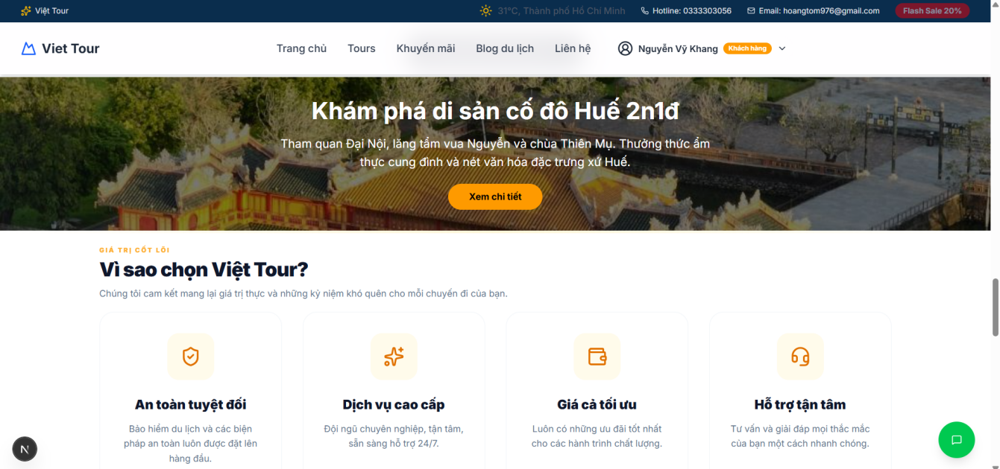 Việt Tour
31°C, Thành phố Hồ Chí Minh
Hotline: 0333303056
Email: hoangtom976@gmail.com
Flash Sale 20%
Viet Tour
Trang chủ
Tours
Khuyến mãi
Blog du lịch
Liên hệ
Nguyễn Vỹ Khang
Khách hàng
Khám phá di sản cố đô Huế 2n1đ
Tham quan Đại Nội, lăng tẩm vua Nguyễn và chùa Thiên Mụ. Thưởng thức ẩm
thực cung đình và nét văn hóa đặc trưng xứ Huế.
Xem chi tiết
GIÁ TRỊ CỐT LÕI
Vì sao chọn Việt Tour?
Chúng tôi cam kết mang lại giá trị thực và những kỷ niệm khó quên cho mỗi chuyến đi của bạn.
An toàn tuyệt đối
Bảo hiểm du lịch và các biện
pháp an toàn luôn được đặt lên
hàng đầu.
Dịch vụ cao cấp
Đội ngũ chuyên nghiệp, tận tâm,
sẵn sàng hỗ trợ 24/7.
Giá cả tối ưu
Luôn có những ưu đãi tốt nhất
cho các hành trình chất lượng.
Hỗ trợ tận tâm
Tư vấn và giải đáp mọi thắc mắc
của bạn một cách nhanh chóng.
N